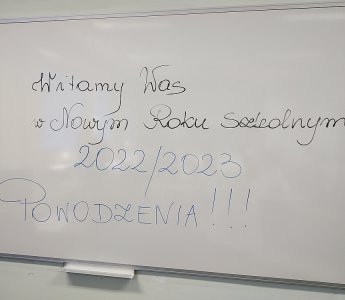 Witamy Was
w Nowym Roku Szkolnym
2022/2023
POWODZENIA!!!